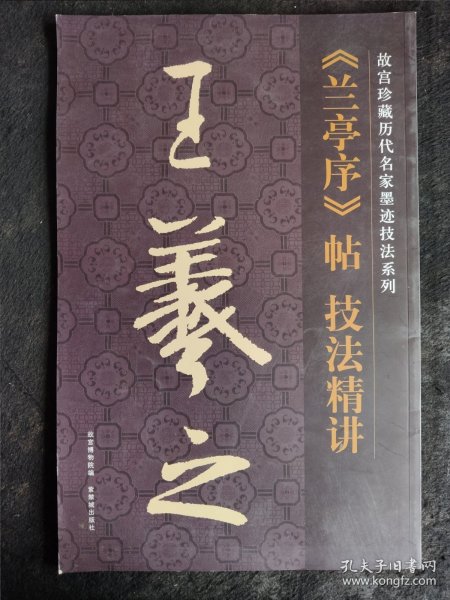 故宫珍藏历代名家墨迹技法系列
《兰亭序》帖 技法精讲
王羲之
故宫博物院编 紫禁城出版社
孔夫子旧书网
www.kongfz.com